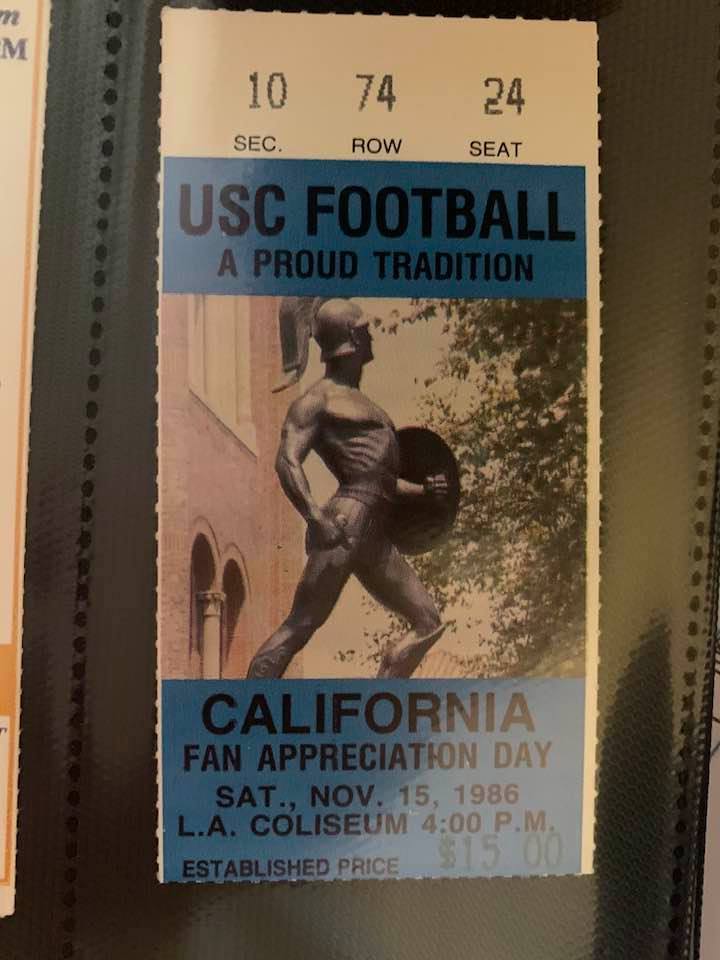 m
M
10 74 24
SEC. ROW SEAT
USC FOOTBALL
A PROUD TRADITION
CALIFORNIA
FAN APPRECIATION DAY
SAT., NOV. 15, 1986
L.A. COLISEUM 4:00 P.M.
ESTABLISHED PRICE $15 00